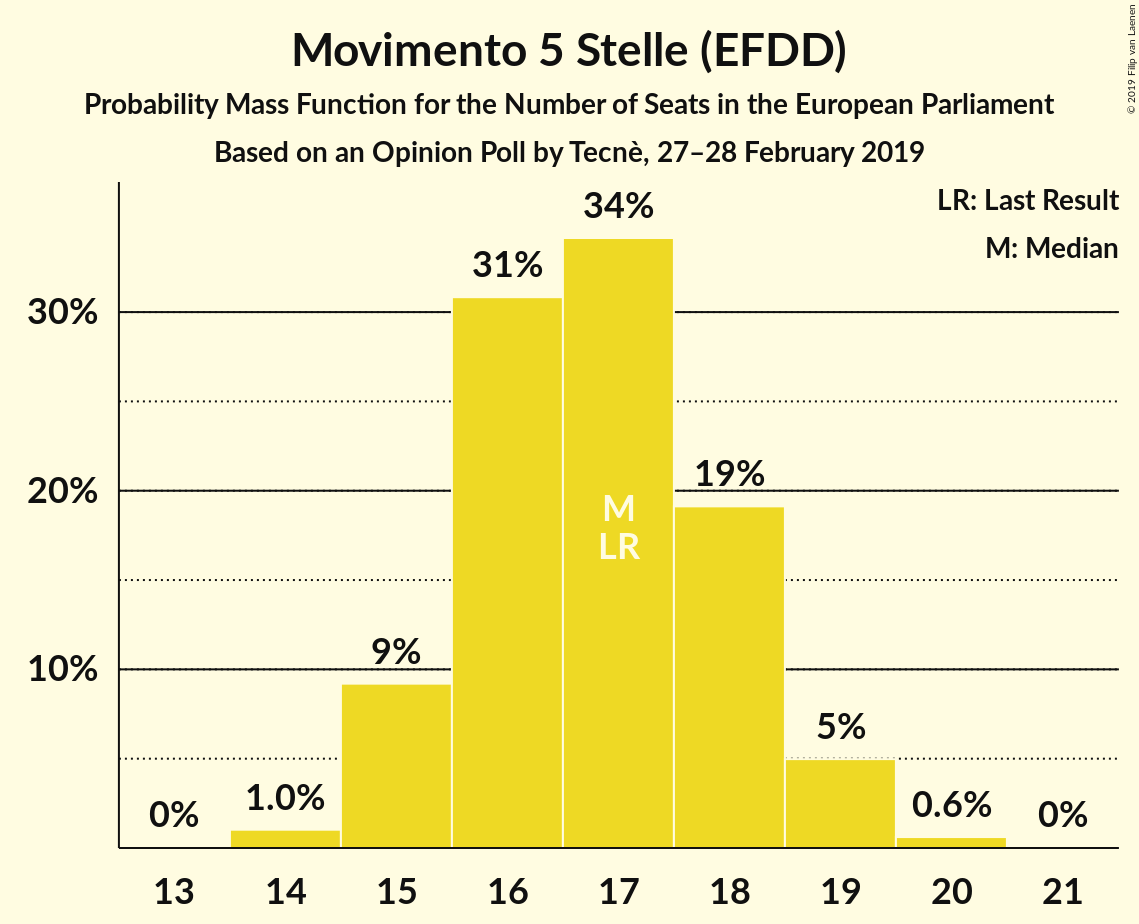 Movimento 5 Stelle (EFDD)
Probability Mass Function for the Number of Seats in the European Parliament
Based on an Opinion Poll by Tecnè, 27–28 February 2019
© 2019 Filip van Laenen
LR: Last Result
M: Median
34%
31%
30%
19%
20%
M
LR
9%
10%
5%
1.0%
0.6%
0%
0%
13 14 15 16 17 18 19 20 21